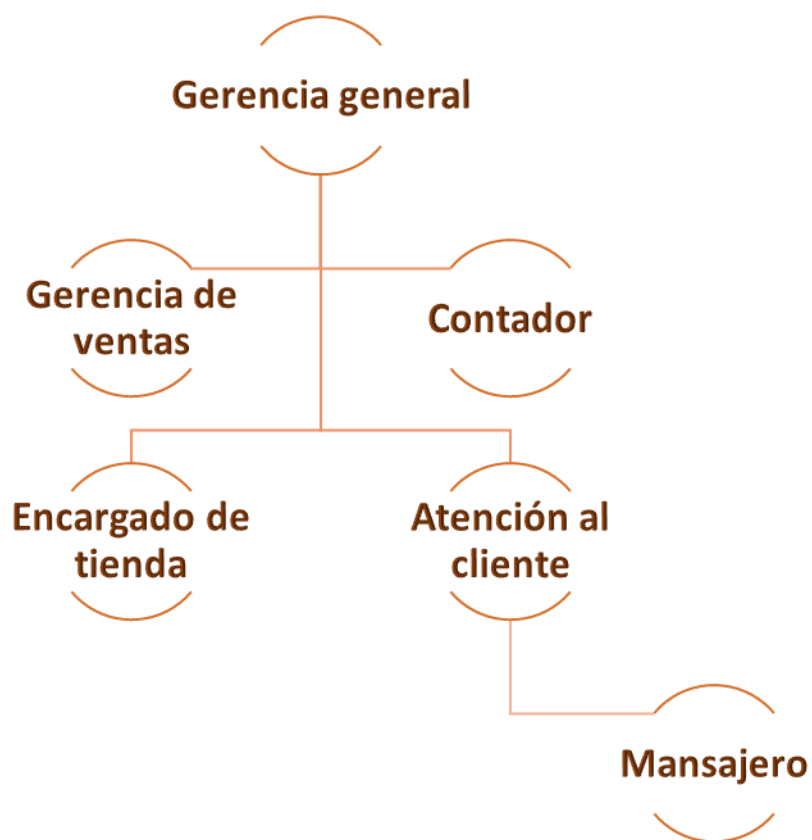 Gerencia general
Gerencia de
ventas
Contador
Encargado de
tienda
Atención al
cliente
Mansajero